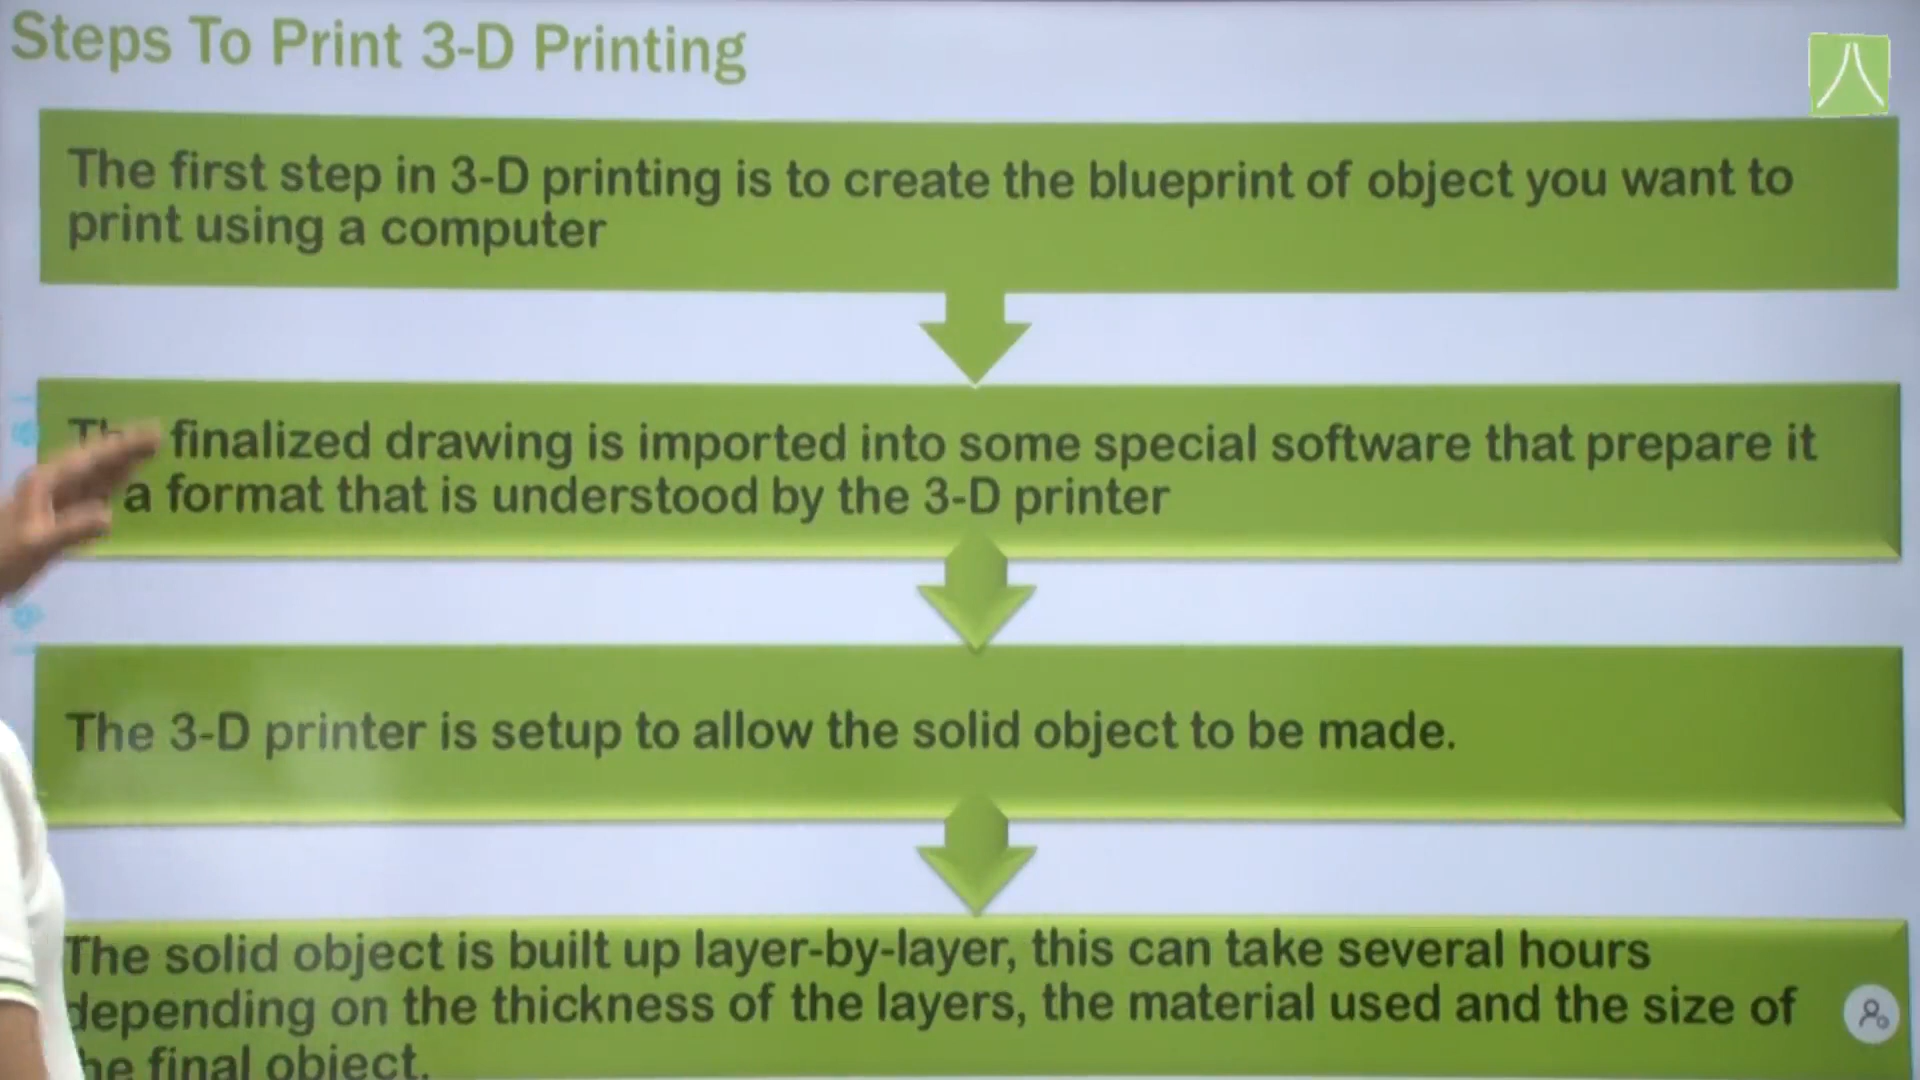 Steps To Print 3-D Printing
The first step in 3-D printing is to create the blueprint of object you want to
print using a computer
The finalized drawing is imported into some special software that prepare it
a format that is understood by the 3-D printer
The 3-D printer is setup to allow the solid object to be made.
The solid object is built up layer-by-layer, this can take several hours
depending on the thickness of the layers, the material used and the size of
the final object.